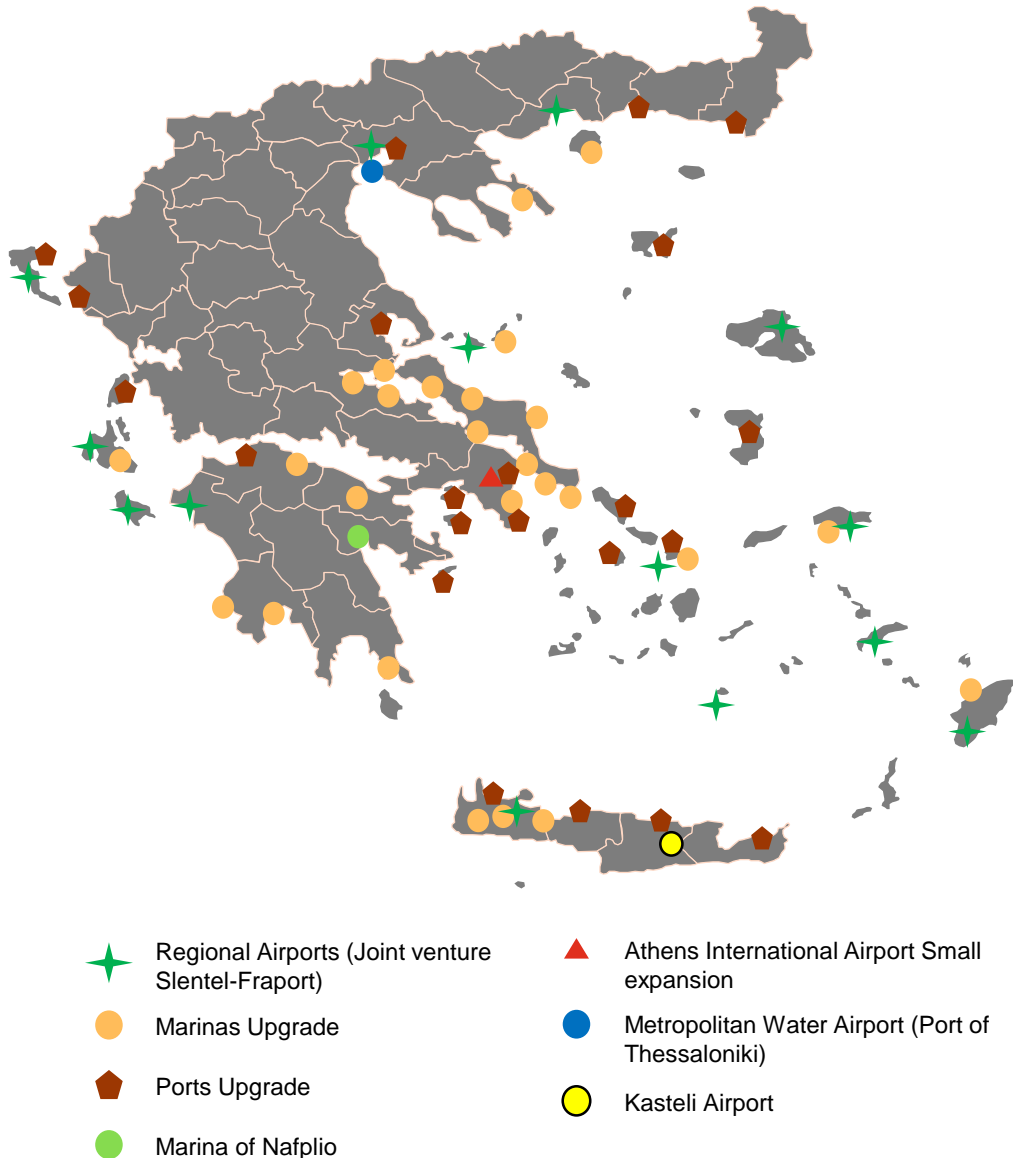 Regional Airports (Joint venture
Slentel-Fraport)
Marinas Upgrade
Ports Upgrade
Marina of Nafplio
Athens International Airport Small
expansion
Metropolitan Water Airport (Port of
Thessaloniki)
Kasteli Airport